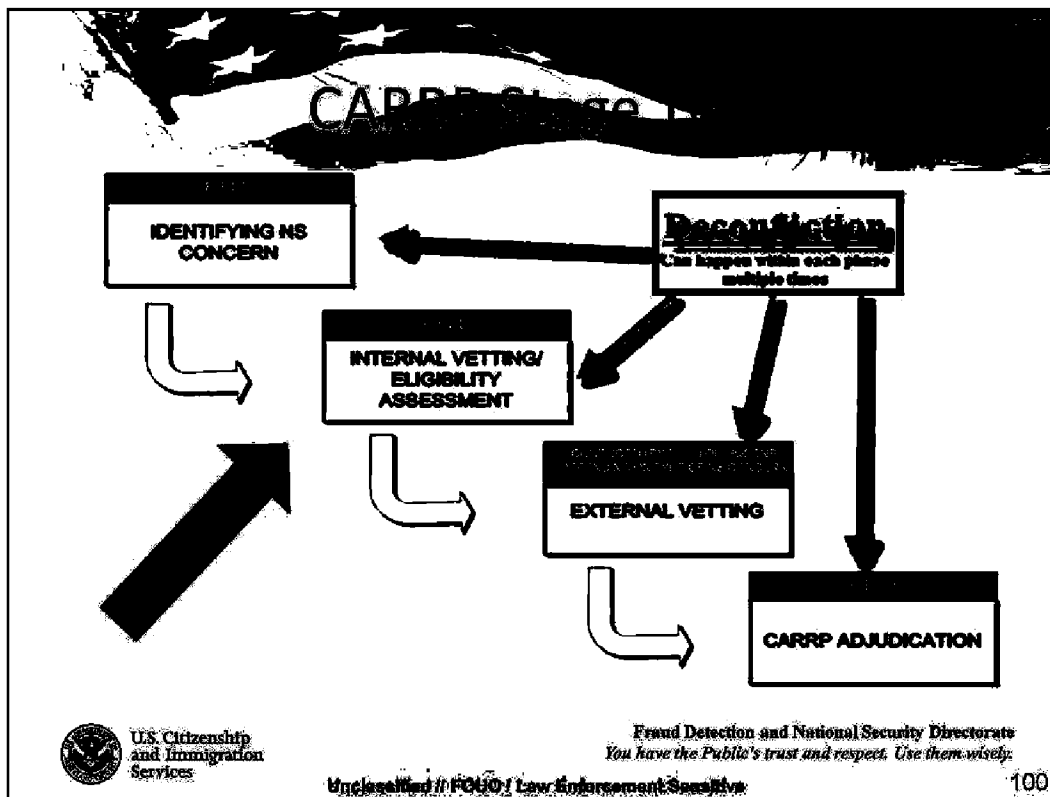 CARRP Stage
IDENTIFYING NS
CONCERN
Deconfliction
Can happen within each phase
multiple times
INTERNAL VETTING/
ELIGIBILITY
ASSESSMENT
EXTERNAL VETTING
CARRP ADJUDICATION
U.S. Citizenship
and Immigration
Services
Fraud Detection and National Security Directorate
You have the Public's trust and respect. Use them wisely.
Unclassified // FOUO / Law Enforcement Sensitive
100